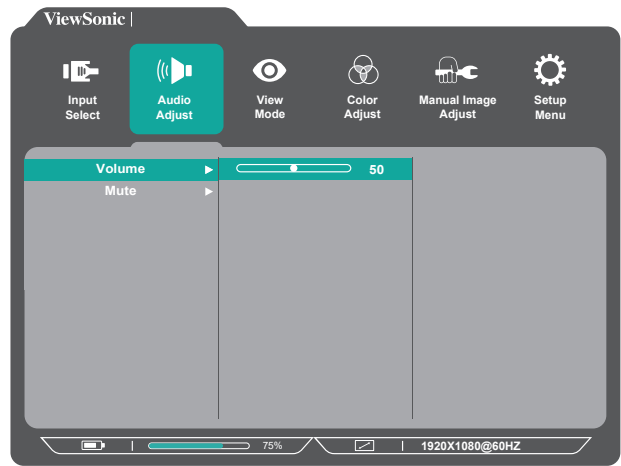 ViewSonic
Input
Select
Audio
Adjust
View
Mode
Color
Adjust
Manual Image
Adjust
Setup
Menu
Volume
50
Mute
75%
1920X1080@60HZ